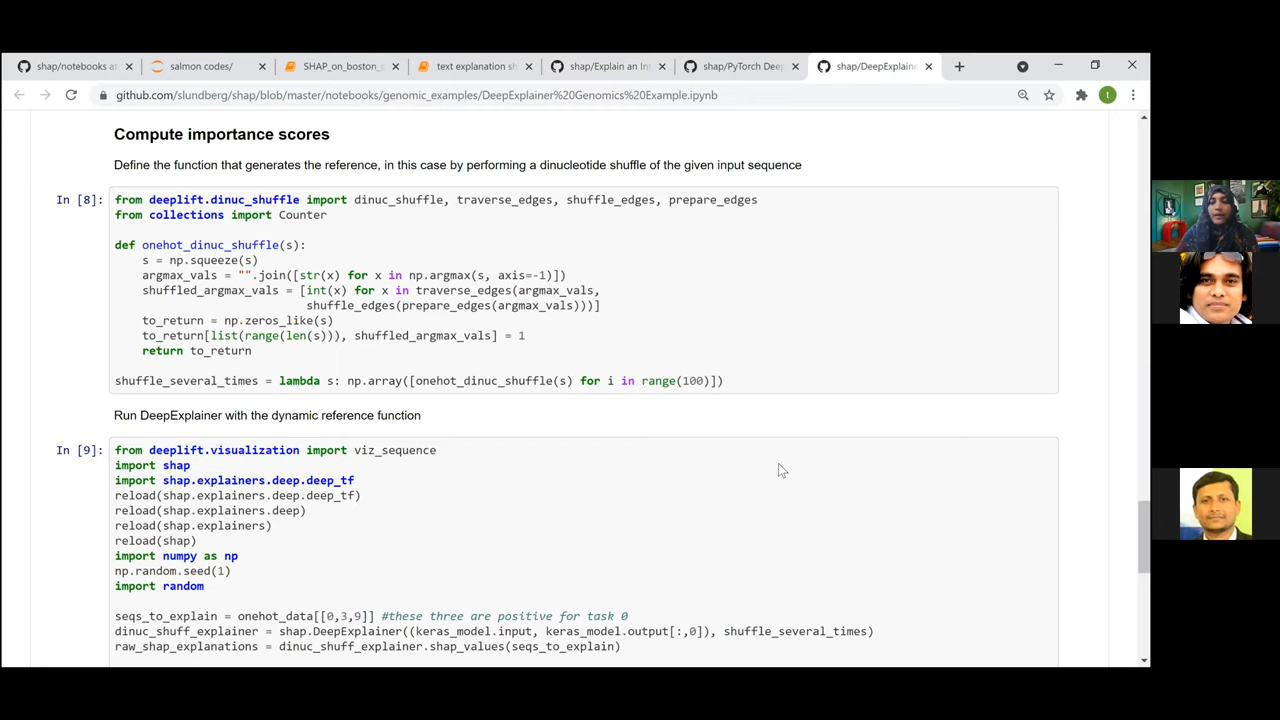 shap/notebooks at
salmon codes/
SHAP_on_boston_
text explanation sh
shap/Explain an Int
shap/PyTorch Deep
shap/DeepExplaine
github.com/slundberg/shap/blob/master/notebooks/genomic_examples/DeepExplainer%20Genomics%20Example.ipynb
t
Compute importance scores
Define the function that generates the reference, in this case by performing a dinucleotide shuffle of the given input sequence
In [8]:
from deeplift.dinuc_shuffle import dinuc_shuffle, traverse_edges, shuffle_edges, prepare_edges
from collections import Counter
def onehot_dinuc_shuffle(s):
s = np.squeeze(s)
argmax_vals = "".join([str(x) for x in np.argmax(s, axis=-1)])
shuffled_argmax_vals = [int(x) for x in traverse_edges(argmax_vals,
shuffle_edges(prepare_edges(argmax_vals)))]
to_return = np.zeros_like(s)
to_return[list(range(len(s))), shuffled_argmax_vals] = 1
return to_return
shuffle_several_times = lambda s: np.array([onehot_dinuc_shuffle(s) for i in range(100)])
Run DeepExplainer with the dynamic reference function
In [9]:
from deeplift.visualization import viz_sequence
import shap
import shap.explainers.deep.deep_tf
reload(shap.explainers.deep.deep_tf)
reload(shap.explainers.deep)
reload(shap.explainers)
reload(shap)
import numpy as np
np.random.seed(1)
import random
seqs_to_explain = onehot_data[[0,3,9]] #these three are positive for task 0
dinuc_shuff_explainer = shap.DeepExplainer((keras_model.input, keras_model.output[:,0]), shuffle_several_times)
raw_shap_explanations = dinuc_shuff_explainer.shap_values(seqs_to_explain)